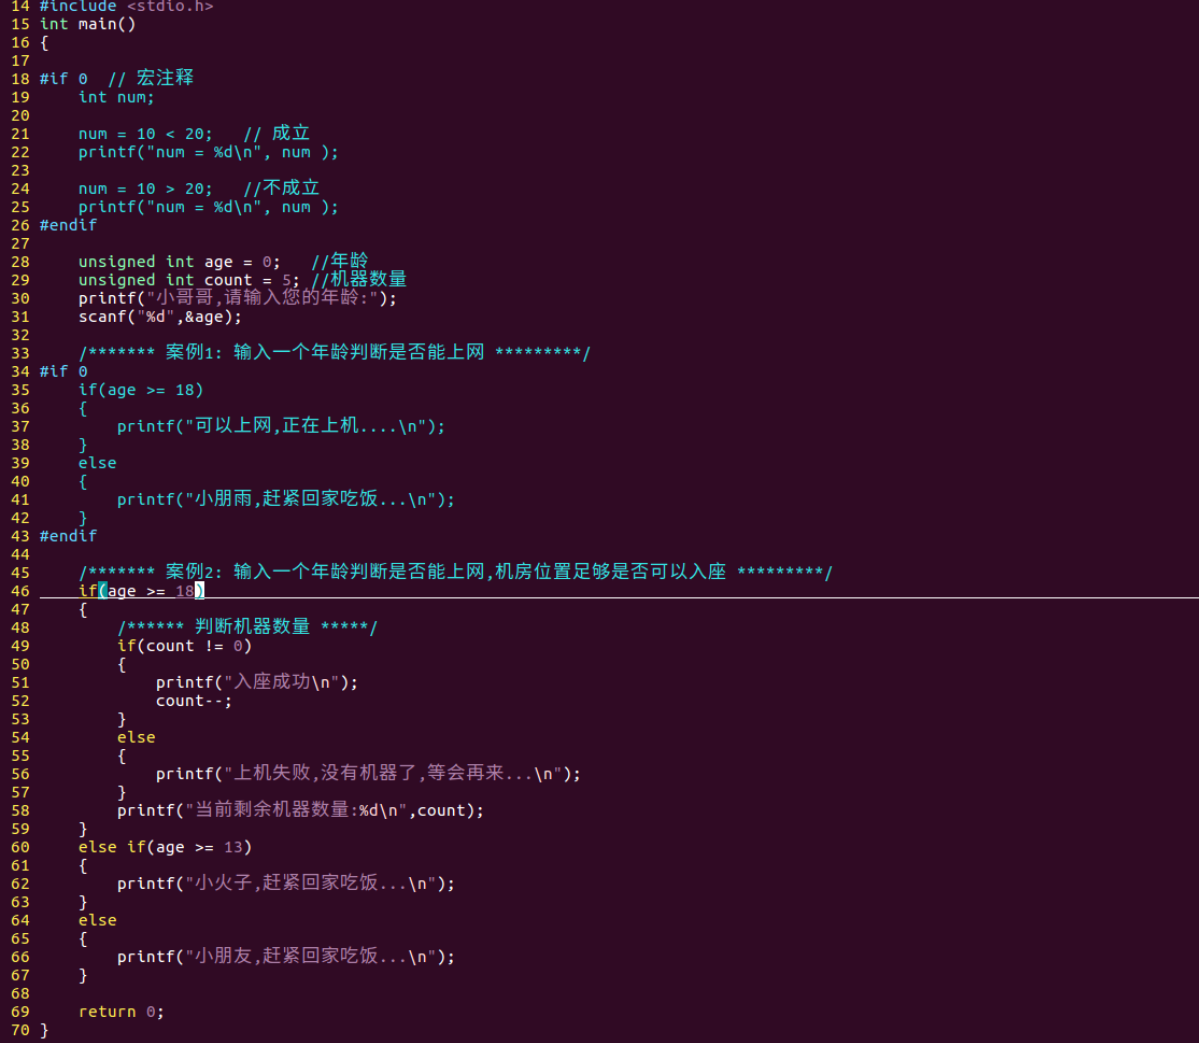 14 #include <stdio.h>
15 int main()
16 {
17
18 #if 0  // 宏注释
19     int num;
20
21     num = 10 < 20;   // 成立
22     printf("num = %d\n", num );
23
24     num = 10 > 20;   //不成立
25     printf("num = %d\n", num );
26 #endif
27
28     unsigned int age = 0;   //年龄
29     unsigned int count = 5; //机器数量
30     printf("小哥哥,请输入您的年龄:");
31     scanf("%d",&age);
32
33     /******* 案例1: 输入一个年龄判断是否能上网 *********/
34 #if 0
35     if(age >= 18)
36     {
37         printf("可以上网,正在上机....\n");
38     }
39     else
40     {
41         printf("小朋雨,赶紧回家吃饭...\n");
42     }
43 #endif
44
45     /******* 案例2: 输入一个年龄判断是否能上网,机房位置足够是否可以入座 *********/
46     if(age >= 18)
47     {
48         /****** 判断机器数量 *****/
49         if(count != 0)
50         {
51             printf("入座成功\n");
52             count--;
53         }
54         else
55         {
56             printf("上机失败,没有机器了,等会再来...\n");
57         }
58         printf("当前剩余机器数量:%d\n",count);
59     }
60     else if(age >= 13)
61     {
62         printf("小火子,赶紧回家吃饭...\n");
63     }
64     else
65     {
66         printf("小朋友,赶紧回家吃饭...\n");
67     }
68
69     return 0;
70 }